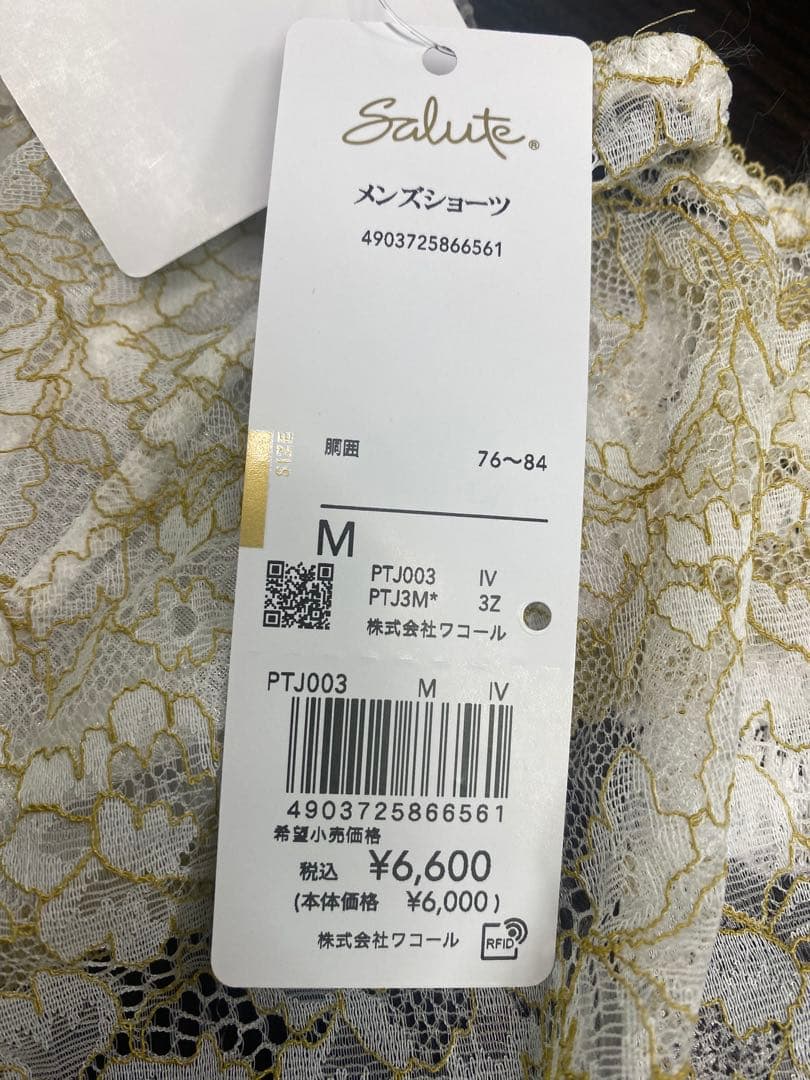 Salute®
メンズショーツ
4903725866561
胴囲 76〜84
M
PTJ003 IV
PTJ3M* 3Z
株式会社ワコール
PTJ003 M IV
4903725866561
希望小売価格
税込 ¥6,600
(本体価格 ¥6,000)
株式会社ワコール
RFID